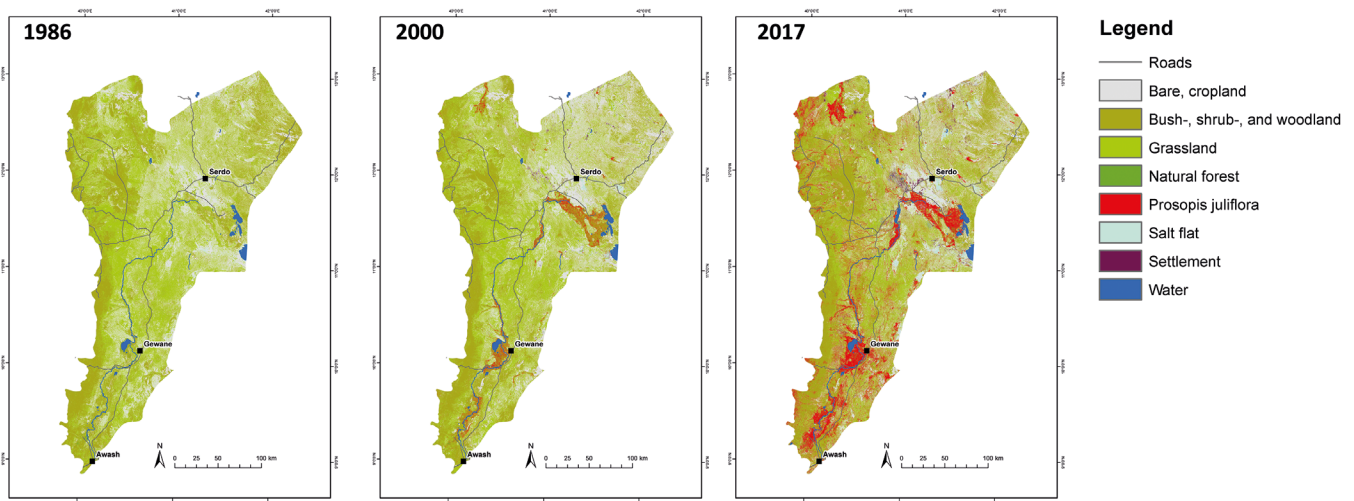 1986
2000
2017
Serdo
Gewane
Awash
N
0 25 50 100 km
Serdo
Gewane
Awash
N
0 25 50 100 km
Serdo
Gewane
Awash
N
0 25 50 100 km
Legend
Roads
Bare, cropland
Bush-, shrub-, and woodland
Grassland
Natural forest
Prosopis juliflora
Salt flat
Settlement
Water